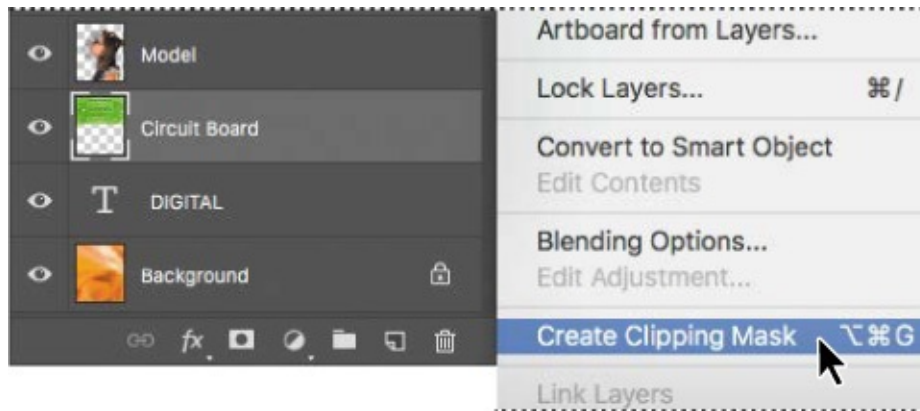 Model
Circuit Board
T DIGITAL
Background
fx
Artboard from Layers...
Lock Layers... ⌘/
Convert to Smart Object
Edit Contents
Blending Options...
Edit Adjustment...
Create Clipping Mask ⌥⌘G
Link Layers